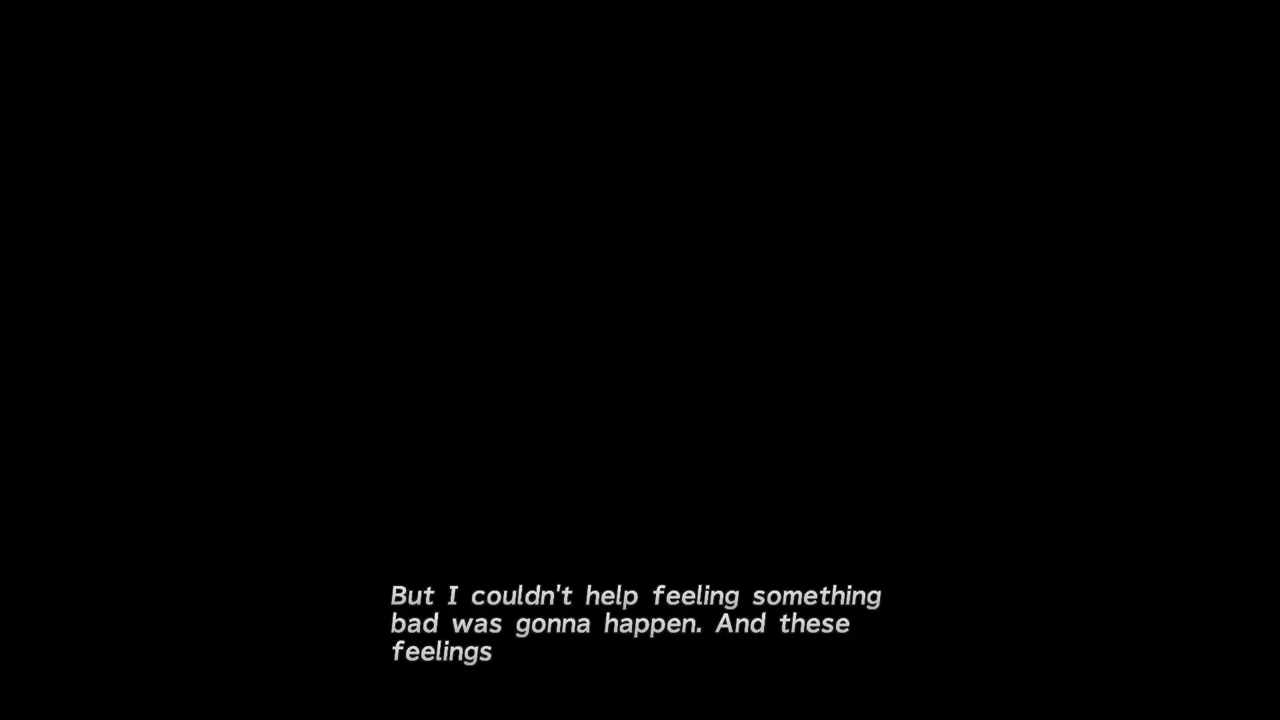 But I couldn't help feeling something
bad was gonna happen. And these
feelings